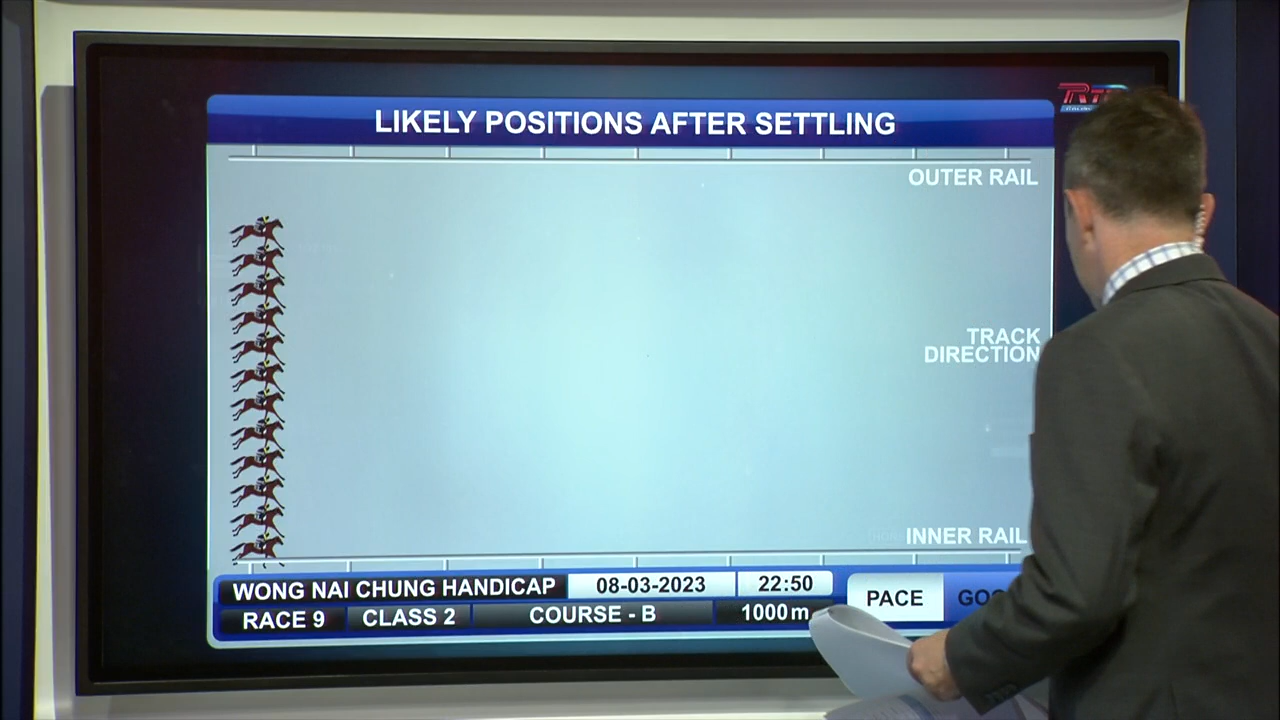 LIKELY POSITIONS AFTER SETTLING
OUTER RAIL
TRACK
DIRECTION
INNER RAIL
WONG NAI CHUNG HANDICAP 08-03-2023 22:50
RACE 9 CLASS 2 COURSE - B 1000m
PACE